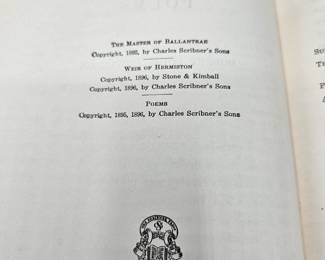 THE MASTER OF BALLANTRAE
Copyright, 1888, by Charles Scribner's Sons
WEIR OF HERMISTON
Copyright, 1896, by Stone & Kimball
Copyright, 1896, by Charles Scribner's Sons
POEMS
Copyright, 1895, 1896, by Charles Scribner's Sons